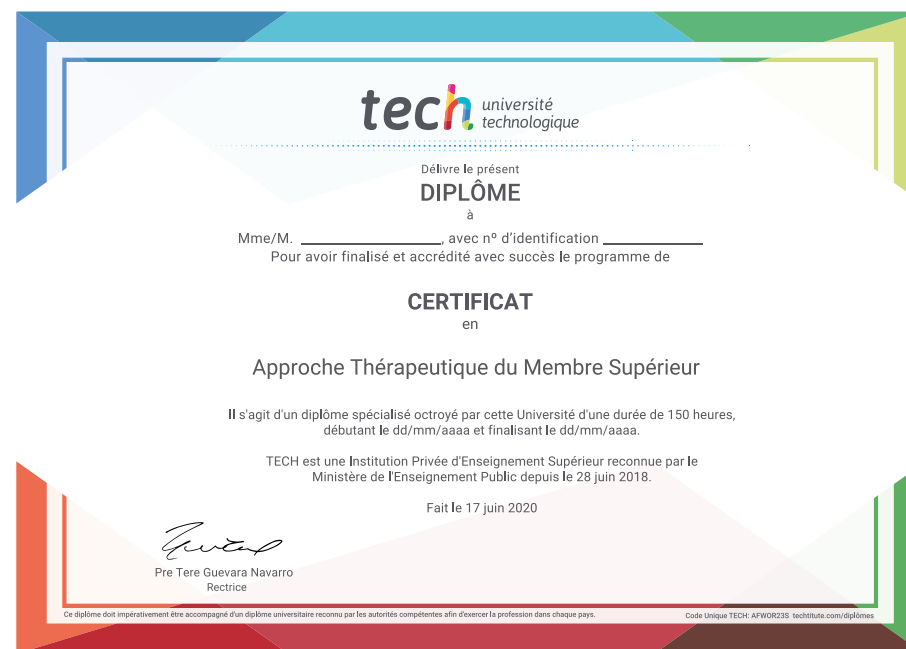 tech université
technologique
Délivre le présent
DIPLÔME
à
Mme/M. ____________, avec nº d'identification ____________
Pour avoir finalisé et accrédité avec succès le programme de
CERTIFICAT
en
Approche Thérapeutique du Membre Supérieur
Il s'agit d'un diplôme spécialisé octroyé par cette Université d'une durée de 150 heures,
débutant le dd/mm/aaaa et finalisant le dd/mm/aaaa.
TECH est une Institution Privée d'Enseignement Supérieur reconnue par le
Ministère de l'Enseignement Public depuis le 28 juin 2018.
Fait le 17 juin 2020
Pre Tere Guevara Navarro
Rectrice
Ce diplôme doit impérativement être accompagné d'un diplôme universitaire reconnu par les autorités compétentes afin d'exercer la profession dans chaque pays.
Code Unique TECH: AFWOR23S techtitute.com/diplômes